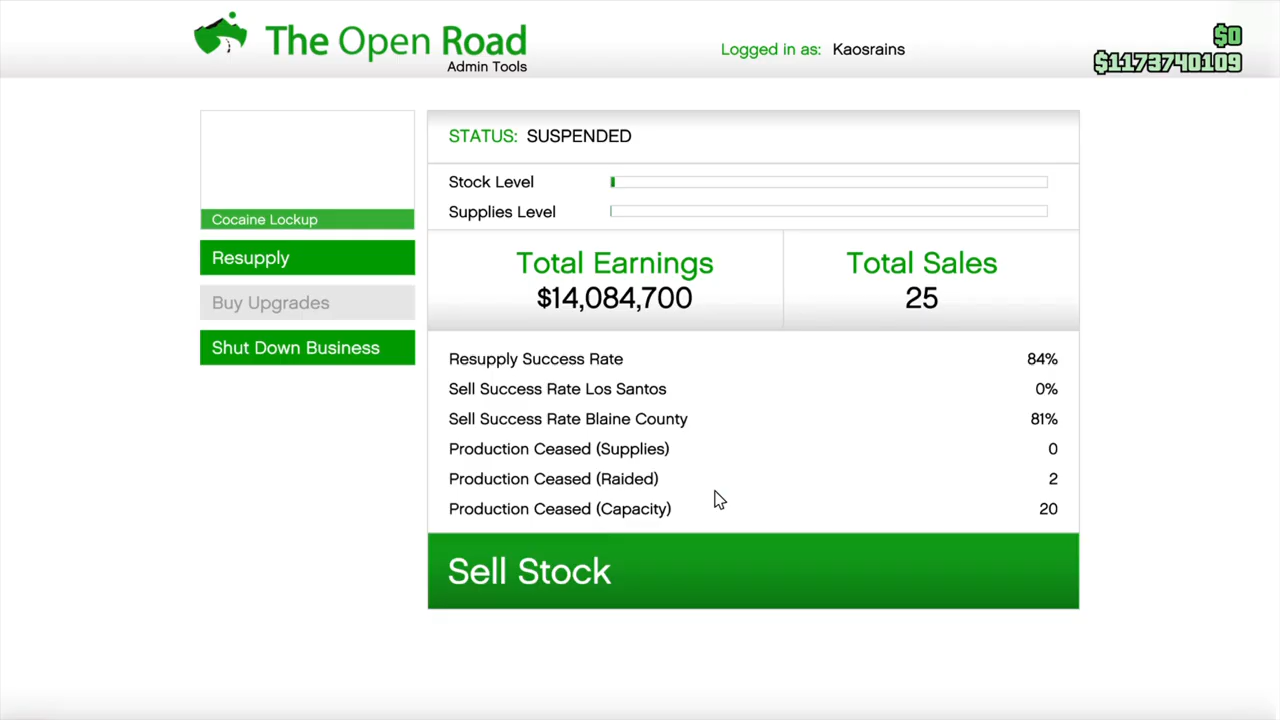 The Open Road
Admin Tools
Logged in as: Kaosrains
$0
$1173740109
Cocaine Lockup
Resupply
Buy Upgrades
Shut Down Business
STATUS: SUSPENDED
Stock Level
Supplies Level
Total Earnings
$14,084,700
Total Sales
25
Resupply Success Rate 84%
Sell Success Rate Los Santos 0%
Sell Success Rate Blaine County 81%
Production Ceased (Supplies) 0
Production Ceased (Raided) 2
Production Ceased (Capacity) 20
Sell Stock